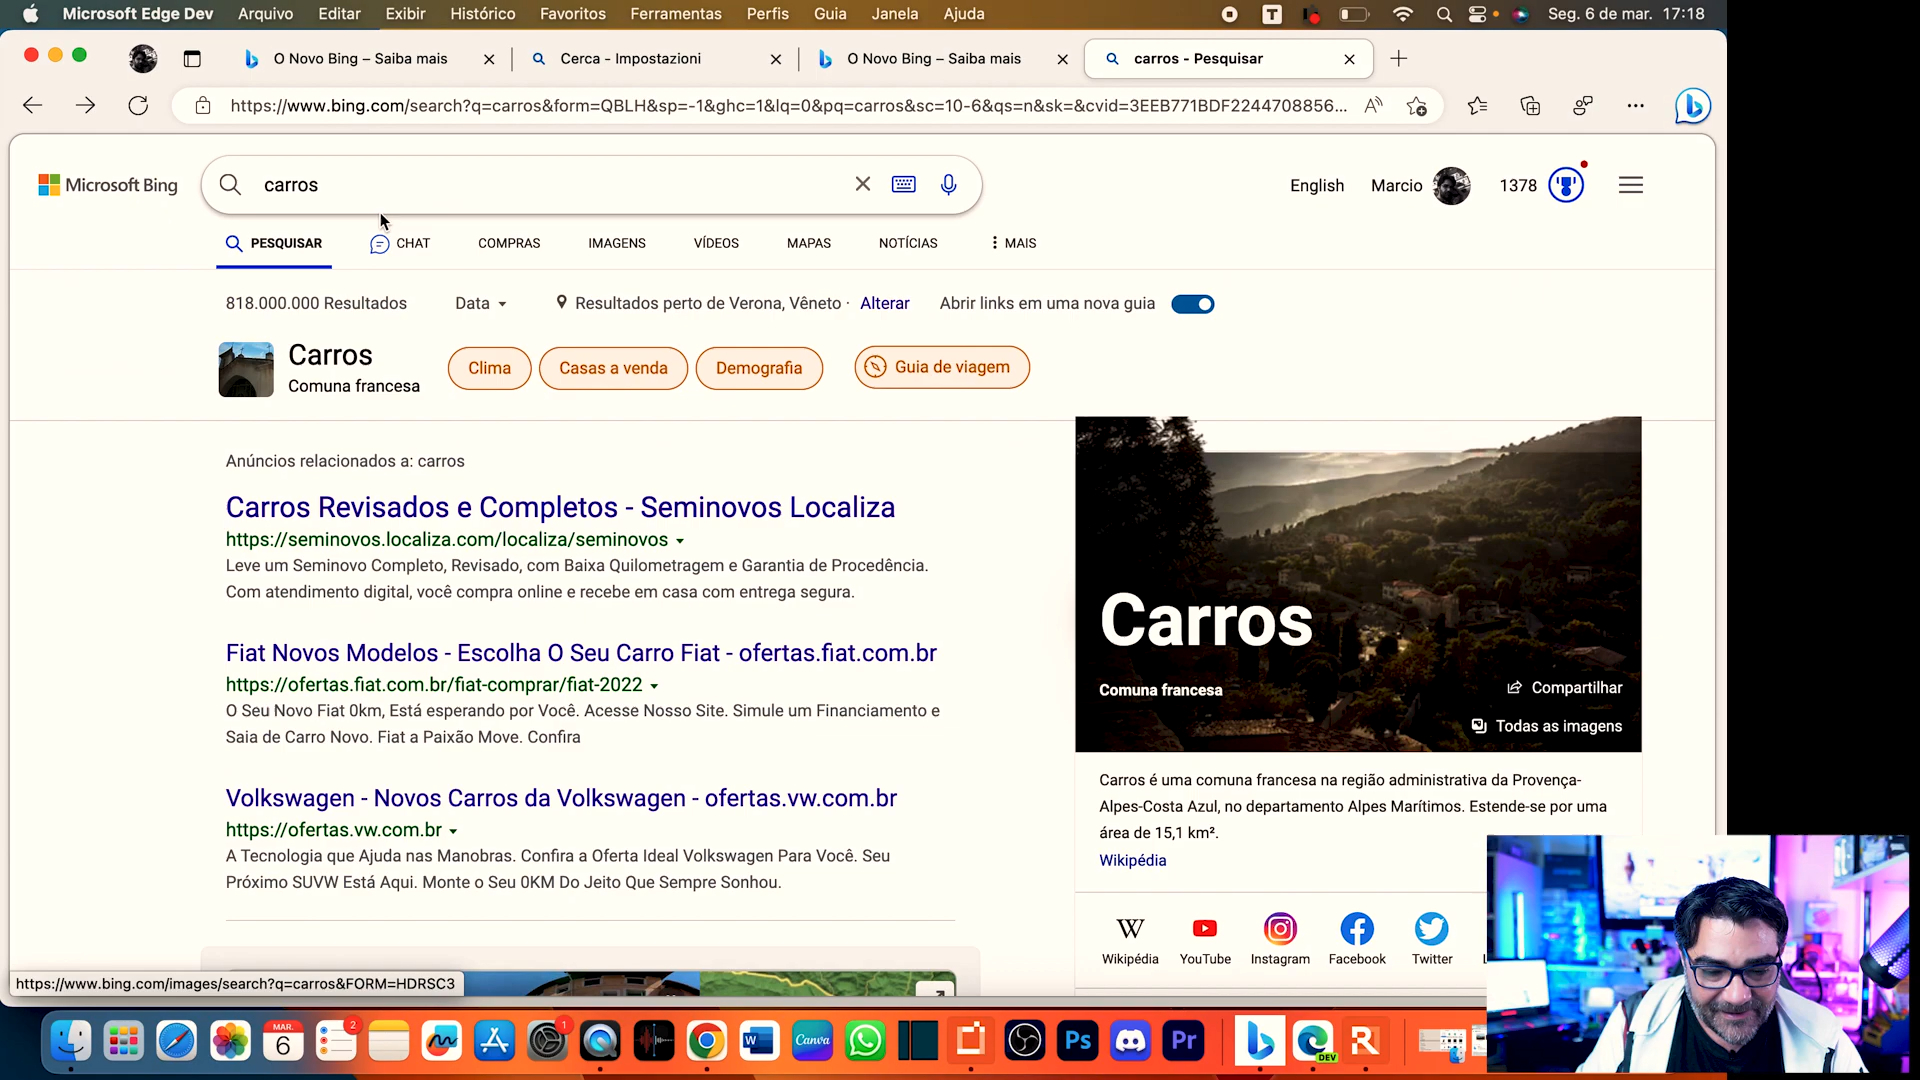 Microsoft Edge Dev Arquivo Editar Exibir Histórico Favoritos Ferramentas Perfis Guia Janela Ajuda Seg. 6 de mar. 17:18
O Novo Bing – Saiba mais
Cerca - Impostazioni
O Novo Bing – Saiba mais
carros - Pesquisar
https://www.bing.com/search?q=carros&form=QBLH&sp=-1&ghc=1&lq=0&pq=carros&sc=10-6&qs=n&sk=&cvid=3EEB771BDF2244708856...
Microsoft Bing
carros
English Marcio 1378
PESQUISAR CHAT COMPRAS IMAGENS VÍDEOS MAPAS NOTÍCIAS MAIS
818.000.000 Resultados Data Resultados perto de Verona, Vêneto · Alterar Abrir links em uma nova guia
Carros
Comuna francesa
Clima Casas a venda Demografia Guia de viagem
Anúncios relacionados a: carros
Carros Revisados e Completos - Seminovos Localiza
https://seminovos.localiza.com/localiza/seminovos
Leve um Seminovo Completo, Revisado, com Baixa Quilometragem e Garantia de Procedência.
Com atendimento digital, você compra online e recebe em casa com entrega segura.
Fiat Novos Modelos - Escolha O Seu Carro Fiat - ofertas.fiat.com.br
https://ofertas.fiat.com.br/fiat-comprar/fiat-2022
O Seu Novo Fiat 0km, Está esperando por Você. Acesse Nosso Site. Simule um Financiamento e
Saia de Carro Novo. Fiat a Paixão Move. Confira
Volkswagen - Novos Carros da Volkswagen - ofertas.vw.com.br
https://ofertas.vw.com.br
A Tecnologia que Ajuda nas Manobras. Confira a Oferta Ideal Volkswagen Para Você. Seu
Próximo SUVW Está Aqui. Monte o Seu 0KM Do Jeito Que Sempre Sonhou.
Carros
Comuna francesa
Compartilhar
Todas as imagens
Carros é uma comuna francesa na região administrativa da Provença-
Alpes-Costa Azul, no departamento Alpes Marítimos. Estende-se por uma
área de 15,1 km².
Wikipédia
W
Wikipédia YouTube Instagram Facebook Twitter
https://www.bing.com/images/search?q=carros&FORM=HDRSC3
MAR.
6
2
1
W
Canva
Ps
Pr
DEV
R